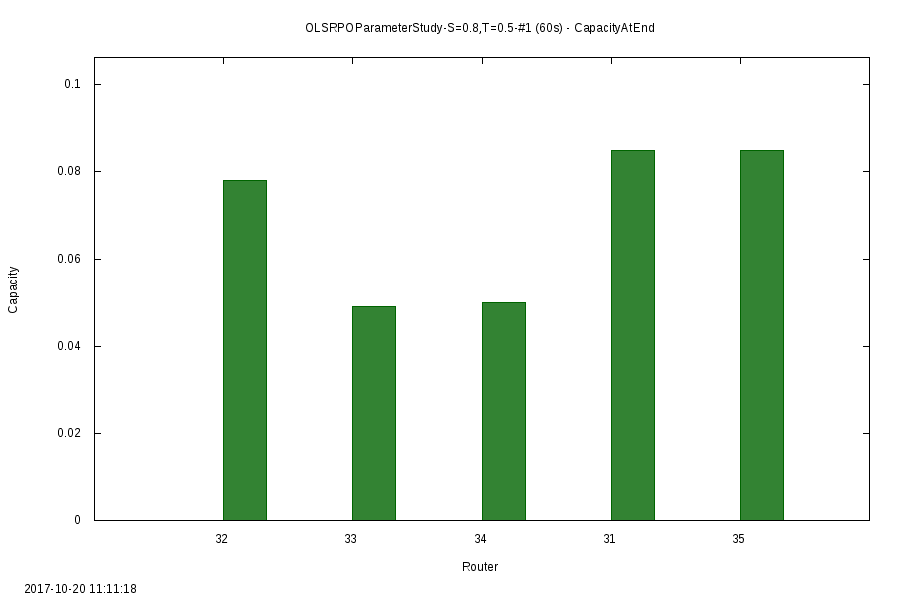 OLSRPOParameterStudy-S=0.8,T=0.5-#1 (60s) - CapacityAtEnd
0.1
0.08
0.06
0.04
0.02
0
Capacity
32 33 34 31 35
Router
2017-10-20 11:11:18